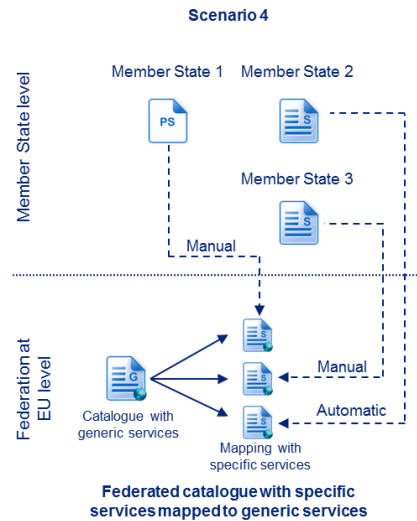 Scenario 4
Member State level
Member State 1
Member State 2
PS
S
Member State 3
S
Manual
Federation at
EU level
S
G
S
Manual
S
Automatic
Catalogue with
generic services
Mapping with
specific services
Federated catalogue with specific
services mapped to generic services